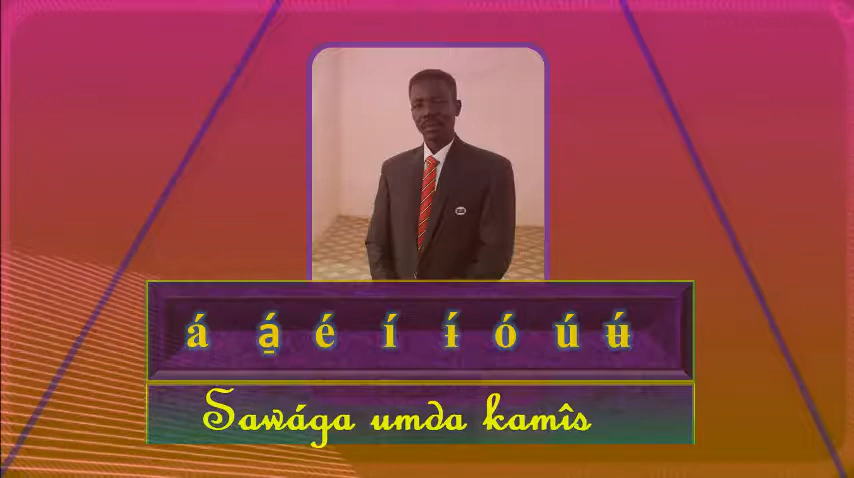 á á̱ é í ɨ́ ó ú ʉ́
Sawága umda kamîs